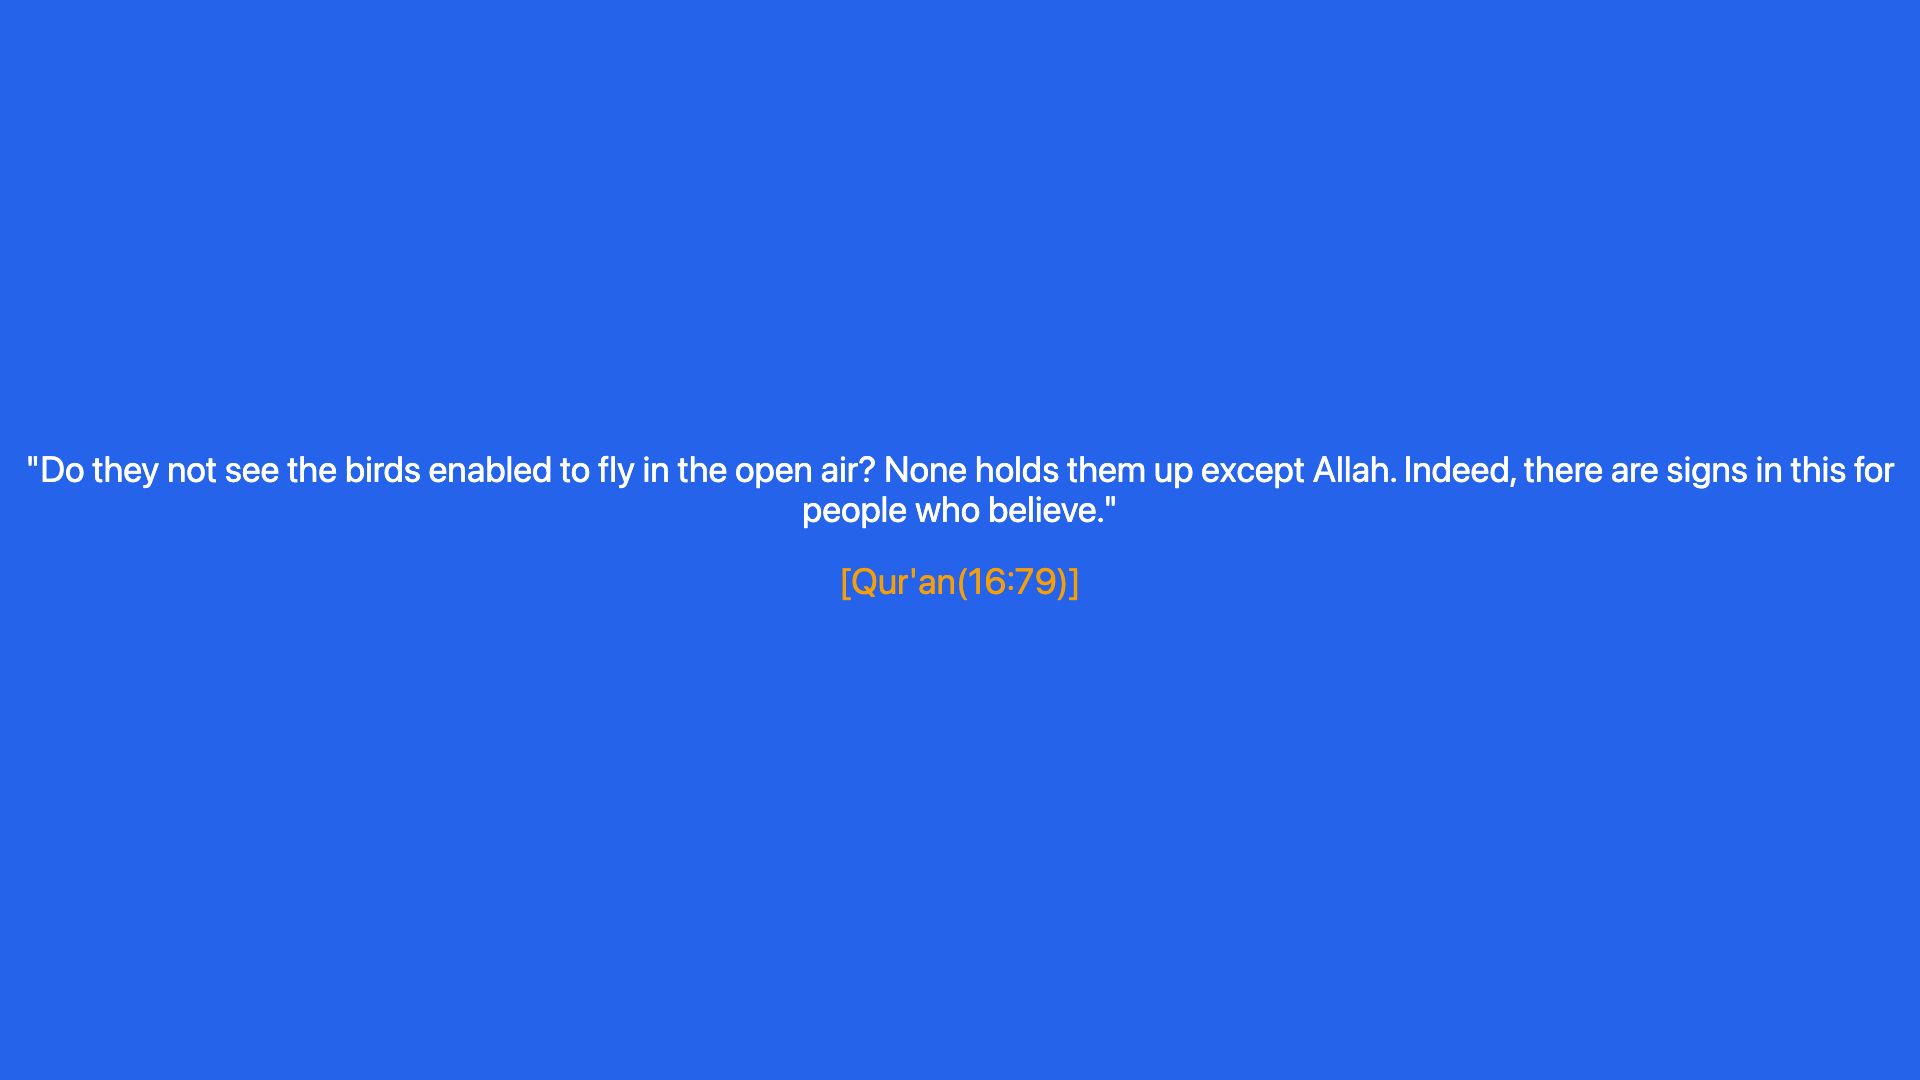 "Do they not see the birds enabled to fly in the open air? None holds them up except Allah. Indeed, there are signs in this for
people who believe."
[Qur'an(16:79)]